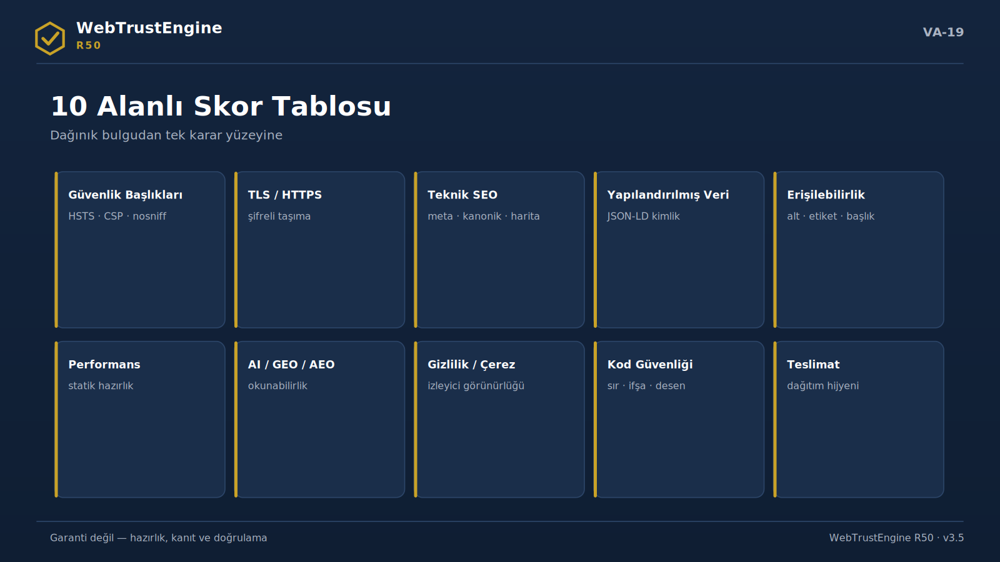 WebTrustEngine
R50
VA-19
10 Alanlı Skor Tablosu
Dağınık bulgudan tek karar yüzeyine
Güvenlik Başlıkları
HSTS · CSP · nosniff
TLS / HTTPS
şifreli taşıma
Teknik SEO
meta · kanonik · harita
Yapılandırılmış Veri
JSON-LD kimlik
Erişilebilirlik
alt · etiket · başlık
Performans
statik hazırlık
AI / GEO / AEO
okunabilirlik
Gizlilik / Çerez
izleyici görünürlüğü
Kod Güvenliği
sır · ifşa · desen
Teslimat
dağıtım hijyeni
Garanti değil — hazırlık, kanıt ve doğrulama
WebTrustEngine R50 · v3.5